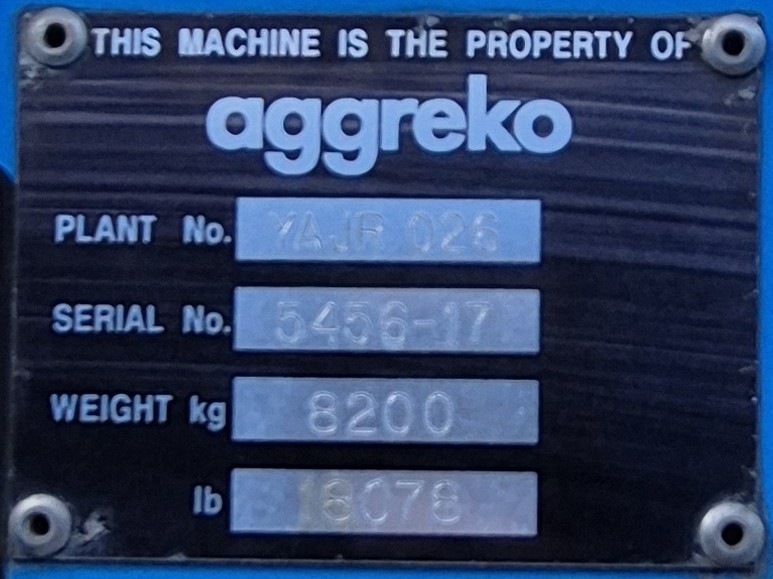 THIS MACHINE IS THE PROPERTY OF
aggreko
PLANT No. YAJR 026
SERIAL No. 5456-17
WEIGHT kg 8200
lb 18078